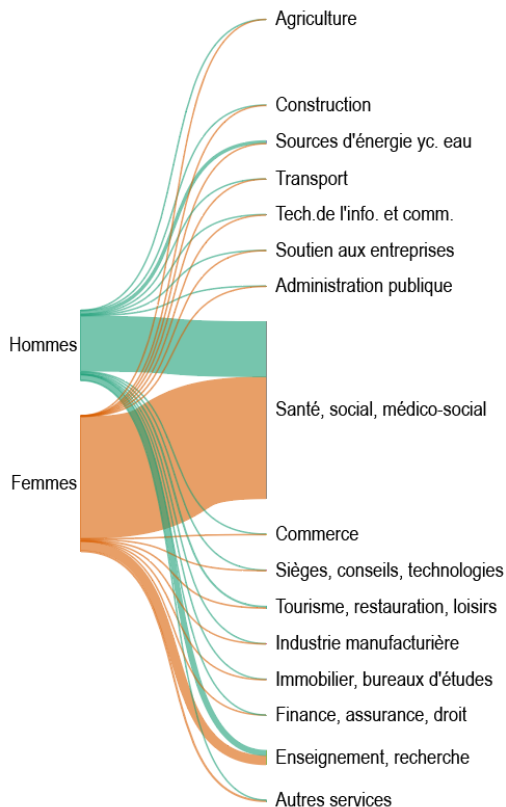 Agriculture
Construction
Sources d'énergie yc. eau
Transport
Tech.de l'info. et comm.
Soutien aux entreprises
Administration publique
Hommes
Santé, social, médico-social
Femmes
Commerce
Sièges, conseils, technologies
Tourisme, restauration, loisirs
Industrie manufacturière
Immobilier, bureaux d'études
Finance, assurance, droit
Enseignement, recherche
Autres services